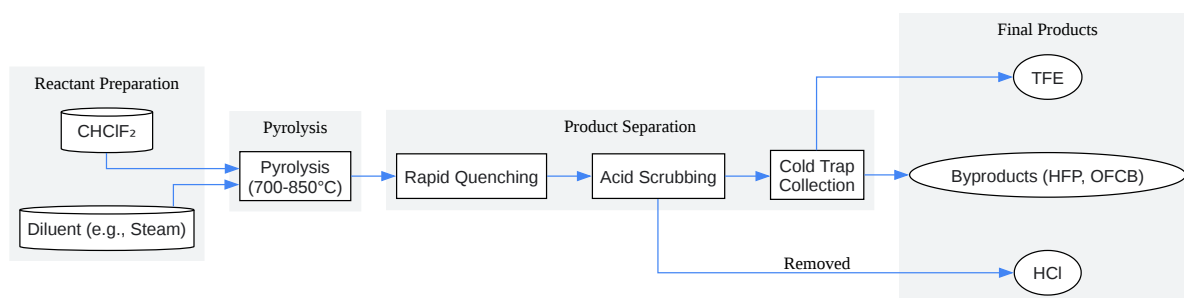 Final Products
TFE
Reactant Preparation
CHClF₂
Pyrolysis
Product Separation
Pyrolysis
(700-850°C)
Rapid Quenching
Acid Scrubbing
Cold Trap
Collection
Byproducts (HFP, OFCB)
Diluent (e.g., Steam)
Removed
HCl